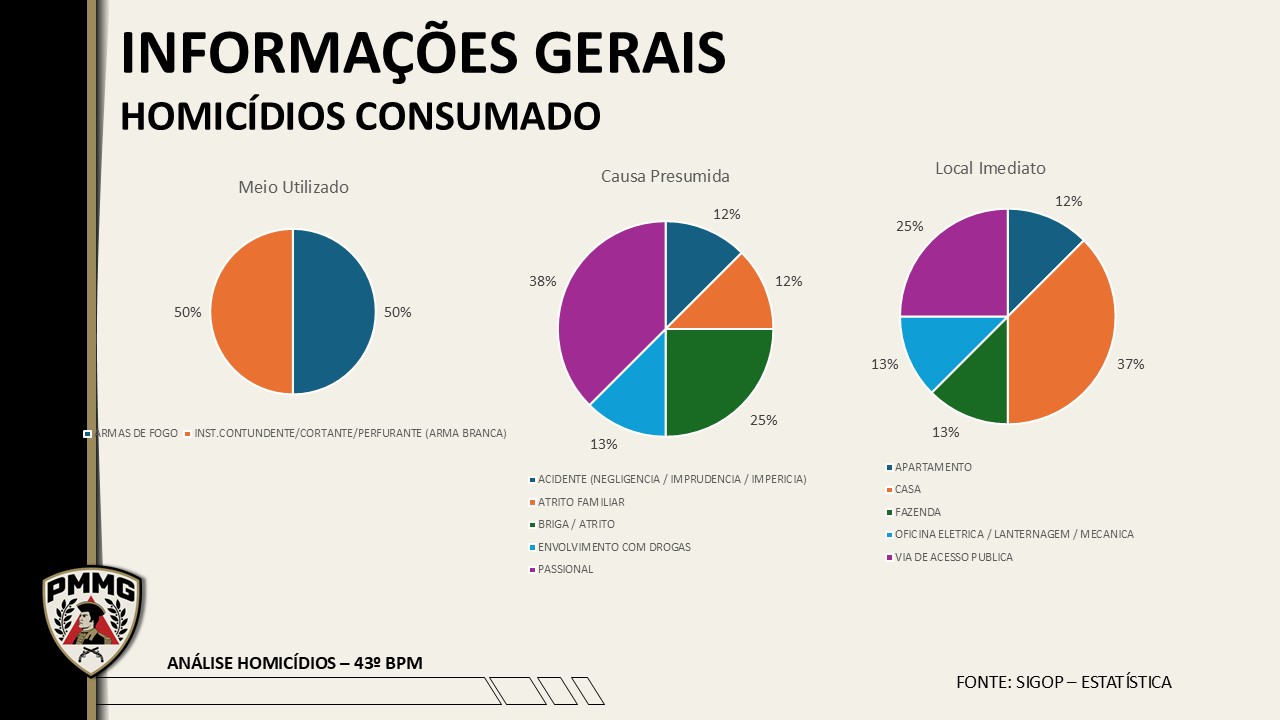 INFORMAÇÕES GERAIS
HOMICÍDIOS CONSUMADO
Meio Utilizado
50%
50%
ARMAS DE FOGO
INST.CONTUNDENTE/CORTANTE/PERFURANTE (ARMA BRANCA)
Causa Presumida
12%
12%
25%
13%
38%
ACIDENTE (NEGLIGENCIA / IMPRUDENCIA / IMPERICIA)
ATRITO FAMILIAR
BRIGA / ATRITO
ENVOLVIMENTO COM DROGAS
PASSIONAL
Local Imediato
12%
37%
13%
13%
25%
APARTAMENTO
CASA
FAZENDA
OFICINA ELETRICA / LANTERNAGEM / MECANICA
VIA DE ACESSO PUBLICA
PMMG
ANÁLISE HOMICÍDIOS – 43º BPM
FONTE: SIGOP – ESTATÍSTICA